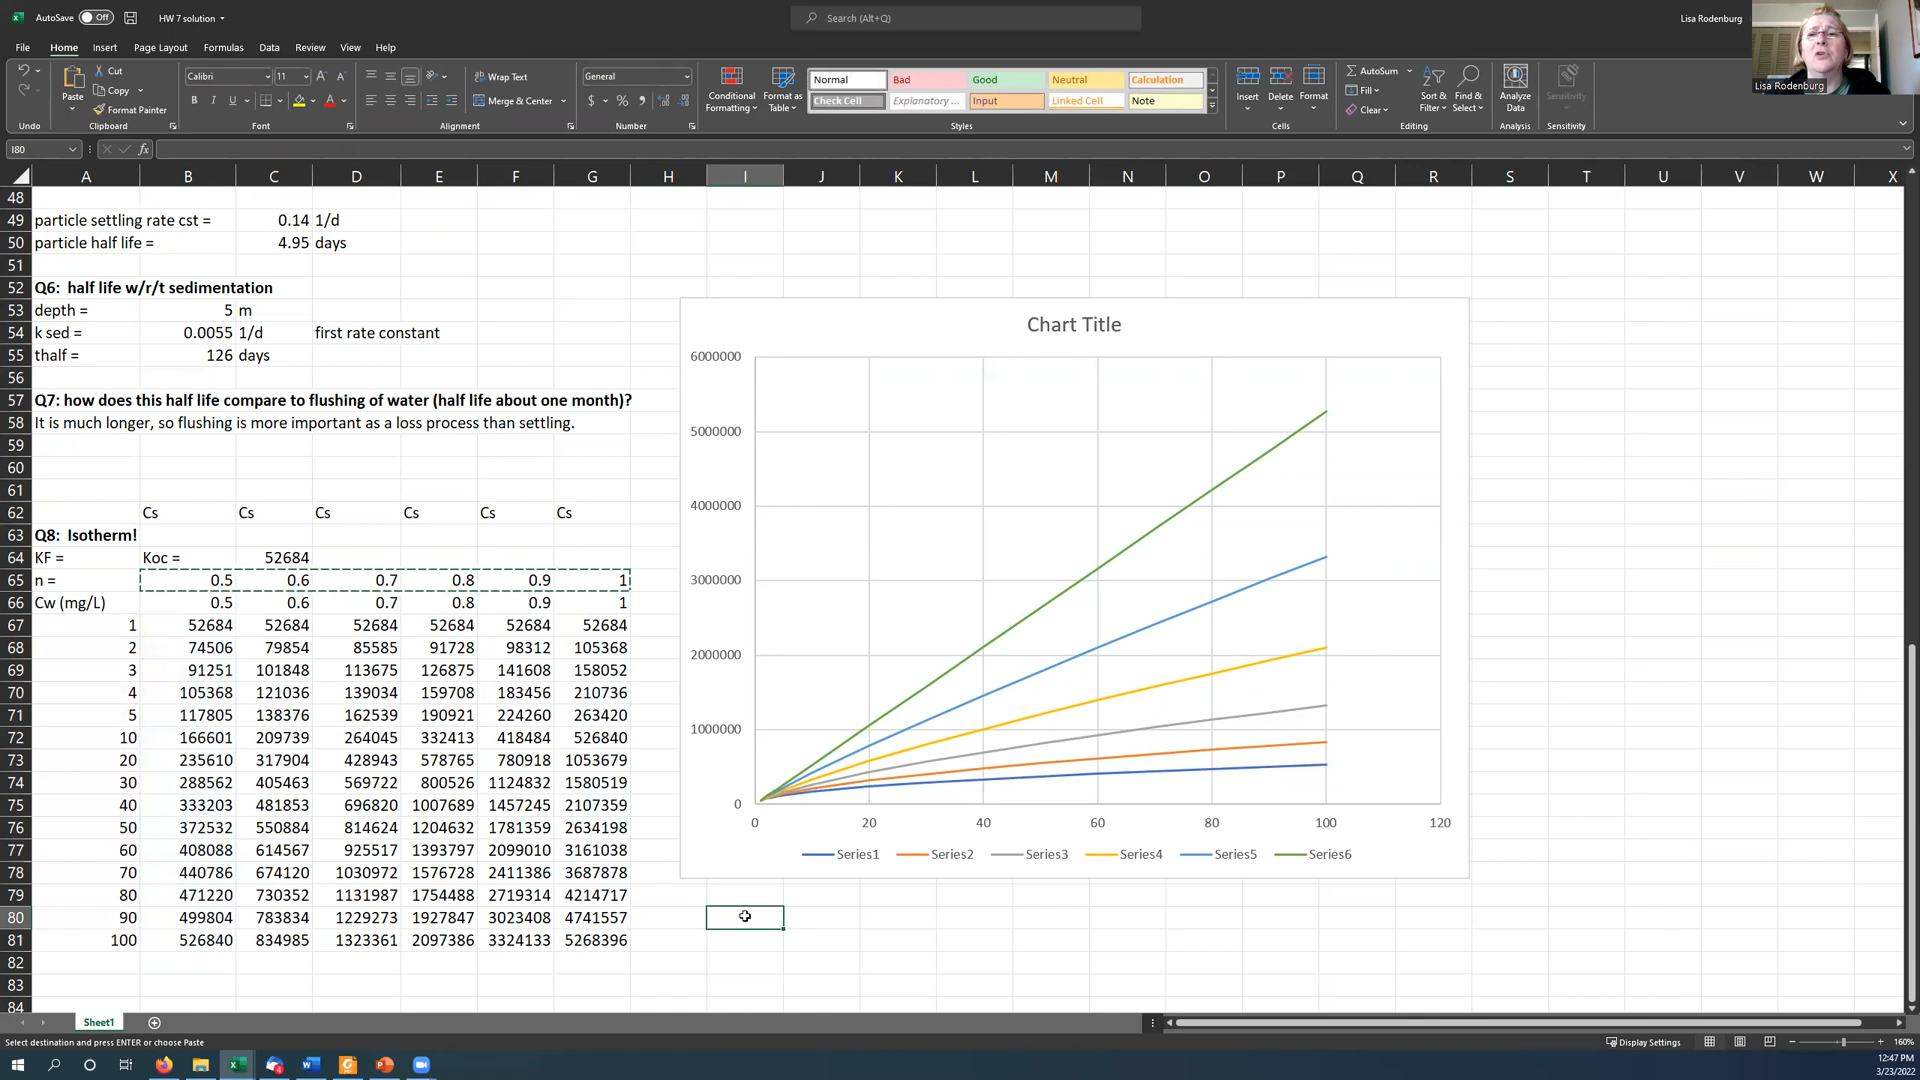 AutoSave Off HW 7 solution Search (Alt+Q) Lisa Rodenburg
File Home Insert Page Layout Formulas Data Review View Help
Paste Cut Copy Format Painter
Calibri 11
B I U
Wrap Text
Merge & Center
General
$ % 9
Conditional Formatting
Format as Table
Normal Bad Good Neutral Calculation
Check Cell Explanatory ... Input Linked Cell Note
Insert Delete Format
AutoSum Fill Clear
Sort & Filter
Find & Select
Analyze Data
Sensitivity
Lisa Rodenburg
Undo Clipboard Font Alignment Number Styles Cells Editing Analysis Sensitivity
I80 fx
A B C D E F G H I J K L M N O P Q R S T U V W X
48
49 particle settling rate cst = 0.14 1/d
50 particle half life = 4.95 days
51
52 Q6: half life w/r/t sedimentation
53 depth = 5 m
54 k sed = 0.0055 1/d first rate constant
55 thalf = 126 days
56
57 Q7: how does this half life compare to flushing of water (half life about one month)?
58 It is much longer, so flushing is more important as a loss process than settling.
59
60
61
62 Cs Cs Cs Cs Cs Cs
63 Q8: Isotherm!
64 KF = Koc = 52684
65 n = 0.5 0.6 0.7 0.8 0.9 1
66 Cw (mg/L) 0.5 0.6 0.7 0.8 0.9 1
67 1 52684 52684 52684 52684 52684 52684
68 2 74506 79854 85585 91728 98312 105368
69 3 91251 101848 113675 126875 141608 158052
70 4 105368 121036 139034 159708 183456 210736
71 5 117805 138376 162539 190921 224260 263420
72 10 166601 209739 264045 332413 418484 526840
73 20 235610 317904 428943 578765 780918 1053679
74 30 288562 405463 569722 800526 1124832 1580519
75 40 333203 481853 696820 1007689 1457245 2107359
76 50 372532 550884 814624 1204632 1781359 2634198
77 60 408088 614567 925517 1393797 2099010 3161038
78 70 440786 674120 1030972 1576728 2411386 3687878
79 80 471220 730352 1131987 1754488 2719314 4214717
80 90 499804 783834 1229273 1927847 3023408 4741557
81 100 526840 834985 1323361 2097386 3324133 5268396
82
83
84
Chart Title
6000000
5000000
4000000
3000000
2000000
1000000
0
0 20 40 60 80 100 120
Series1 Series2 Series3 Series4 Series5 Series6
Sheet1
Select destination and press ENTER or choose Paste Display Settings 160%
12:47 PM
3/23/2022